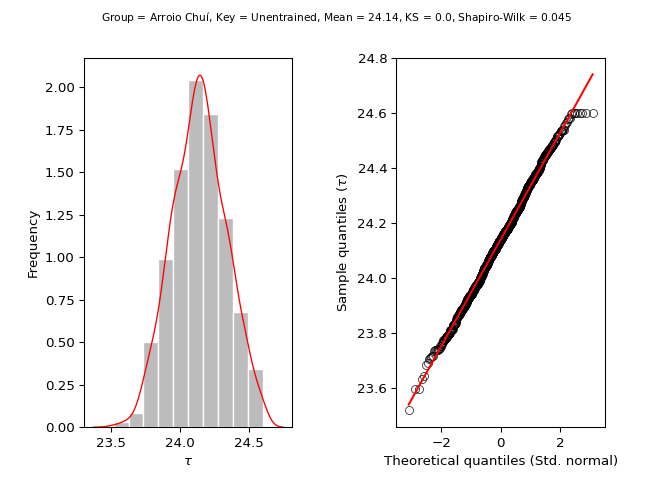 Group = Arroio Chuí, Key = Unentrained, Mean = 24.14, KS = 0.0, Shapiro-Wilk = 0.045
Frequency
2.00
1.75
1.50
1.25
1.00
0.75
0.50
0.25
0.00
23.5 24.0 24.5
τ
Sample quantiles (τ)
24.8
24.6
24.4
24.2
24.0
23.8
23.6
−2 0 2
Theoretical quantiles (Std. normal)